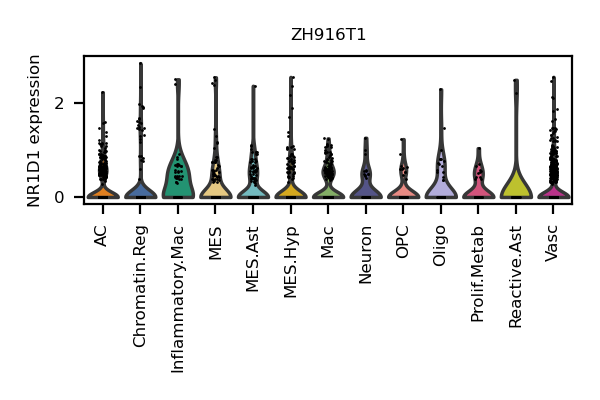 ZH916T1
NR1D1 expression
2
0
AC
Chromatin.Reg
Inflammatory.Mac
MES
MES.Ast
MES.Hyp
Mac
Neuron
OPC
Oligo
Prolif.Metab
Reactive.Ast
Vasc